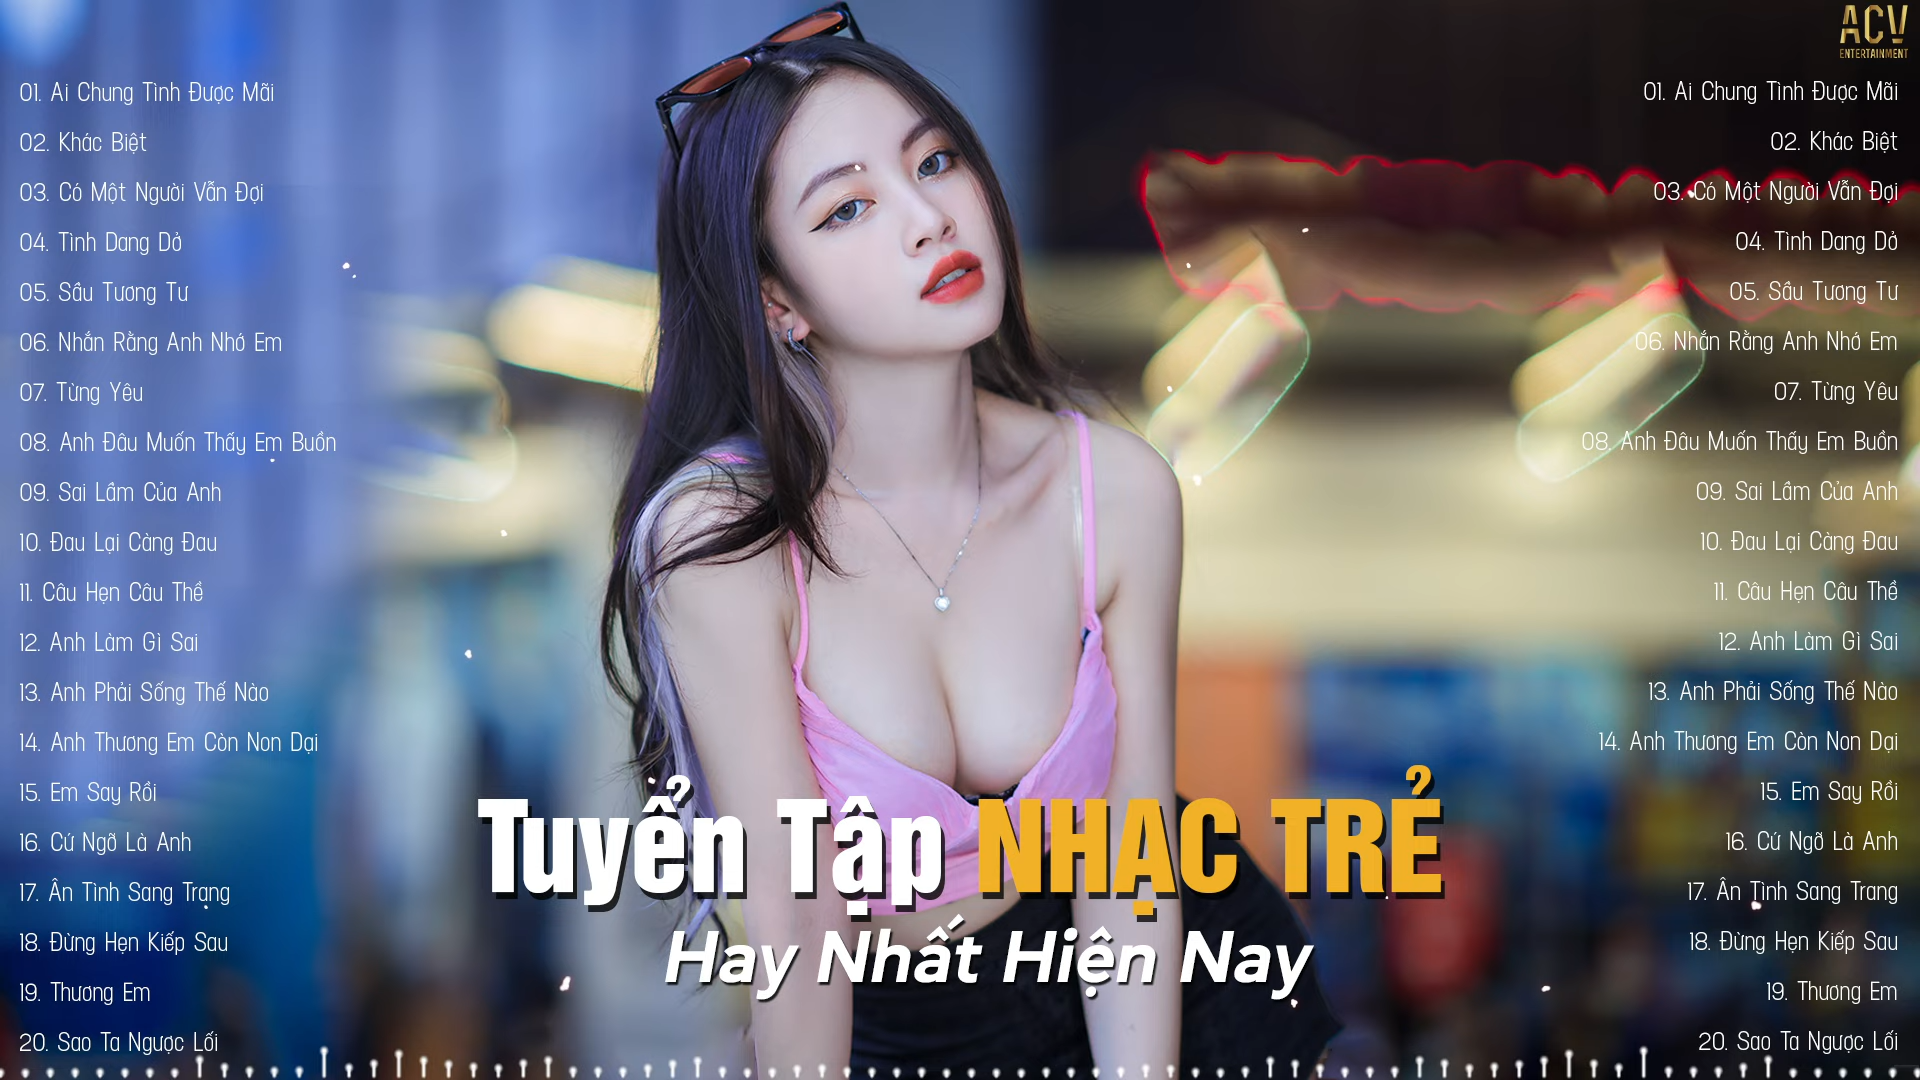 ACV
ENTERTAINMENT
01. Ai Chung Tình Được Mãi
02. Khác Biệt
03. Có Một Người Vẫn Đợi
04. Tình Dang Dở
05. Sầu Tương Tư
06. Nhắn Rằng Anh Nhớ Em
07. Từng Yêu
08. Anh Đâu Muốn Thấy Em Buồn
09. Sai Lầm Của Anh
10. Đau Lại Càng Đau
11. Câu Hẹn Câu Thề
12. Anh Làm Gì Sai
13. Anh Phải Sống Thế Nào
14. Anh Thương Em Còn Non Dại
15. Em Say Rồi
16. Cứ Ngỡ Là Anh
17. Ân Tình Sang Trang
18. Đừng Hẹn Kiếp Sau
19. Thương Em
20. Sao Ta Ngược Lối
01. Ai Chung Tình Được Mãi
02. Khác Biệt
03. Có Một Người Vẫn Đợi
04. Tình Dang Dở
05. Sầu Tương Tư
06. Nhắn Rằng Anh Nhớ Em
07. Từng Yêu
08. Anh Đâu Muốn Thấy Em Buồn
09. Sai Lầm Của Anh
10. Đau Lại Càng Đau
11. Câu Hẹn Câu Thề
12. Anh Làm Gì Sai
13. Anh Phải Sống Thế Nào
14. Anh Thương Em Còn Non Dại
15. Em Say Rồi
16. Cứ Ngỡ Là Anh
17. Ân Tình Sang Trang
18. Đừng Hẹn Kiếp Sau
19. Thương Em
20. Sao Ta Ngược Lối
Tuyển Tập NHẠC TRẺ
Hay Nhất Hiện Nay